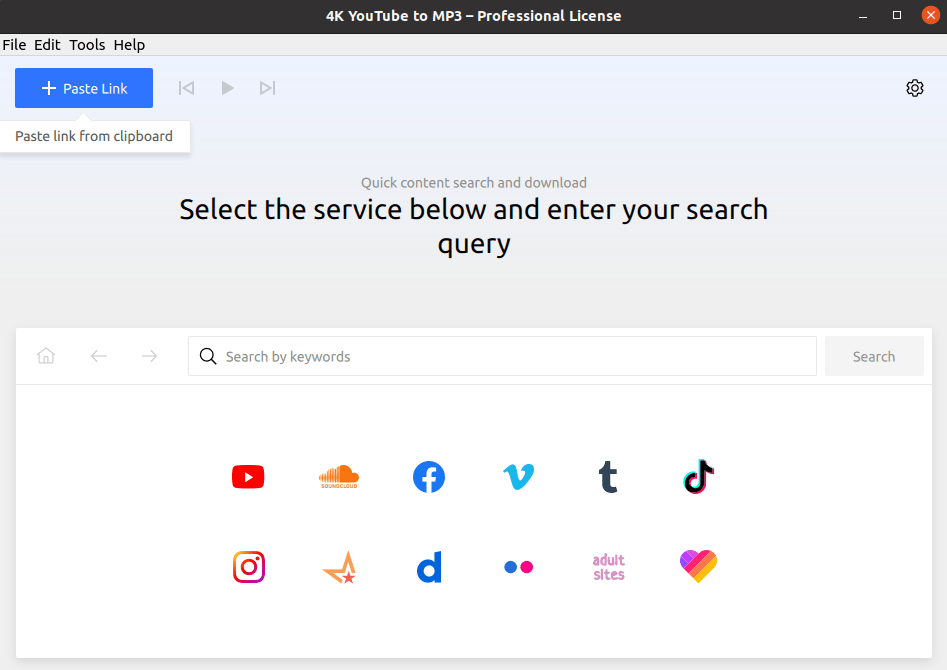 4K YouTube to MP3 – Professional License
File Edit Tools Help
Paste Link
Paste link from clipboard
Quick content search and download
Select the service below and enter your search
query
Search by keywords
Search
SOUNDCLOUD
adult
sites